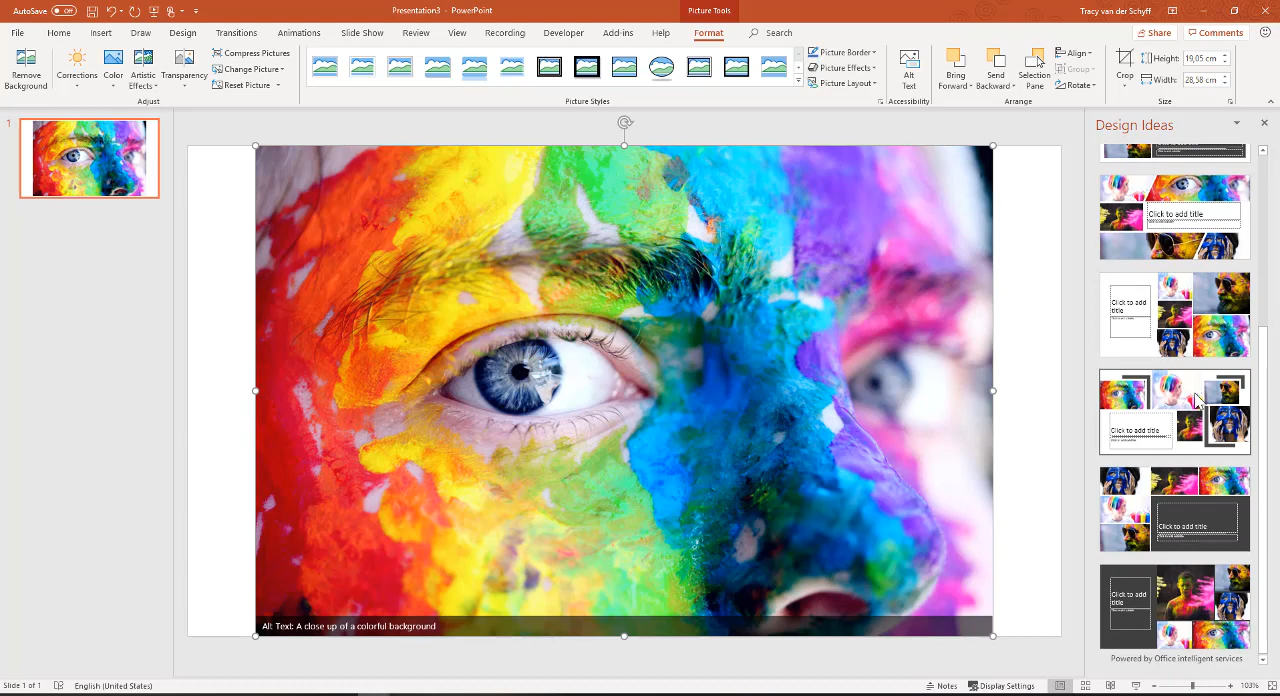 AutoSave Off
Presentation3 - PowerPoint
Picture Tools
Tracy van der Schyff
File Home Insert Draw Design Transitions Animations Slide Show Review View Recording Developer Add-ins Help Format Search
Share Comments
Remove Background
Corrections
Color
Artistic Effects
Transparency
Compress Pictures
Change Picture
Reset Picture
Adjust
Picture Styles
Picture Border
Picture Effects
Picture Layout
Alt Text
Accessibility
Bring Forward
Send Backward
Selection Pane
Align
Group
Rotate
Arrange
Crop
Height: 19,05 cm
Width: 28,58 cm
Size
1
Design Ideas
Click to add title
Click to add title
Click to add title
Click to add title
Click to add title
Powered by Office intelligent services
Alt Text: A close up of a colorful background
Slide 1 of 1
English (United States)
Notes
Display Settings
103%